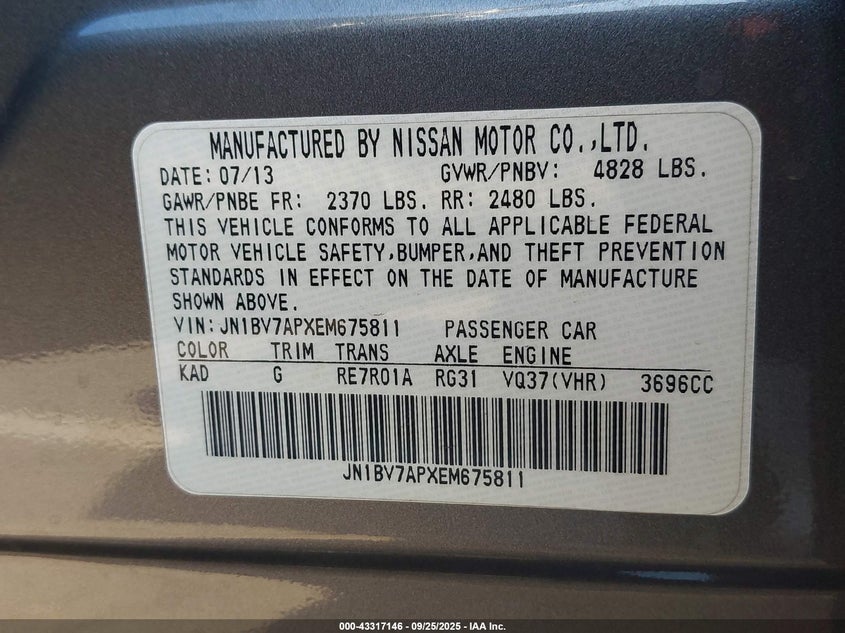 MANUFACTURED BY NISSAN MOTOR CO.,LTD.
DATE: 07/13 GVWR/PNBV: 4828 LBS.
GAWR/PNBE FR: 2370 LBS. RR: 2480 LBS.
THIS VEHICLE CONFORMS TO ALL APPLICABLE FEDERAL
MOTOR VEHICLE SAFETY,BUMPER,AND THEFT PREVENTION
STANDARDS IN EFFECT ON THE DATE OF MANUFACTURE
SHOWN ABOVE.
VIN: JN1BV7APXEM675811 PASSENGER CAR
COLOR TRIM TRANS AXLE ENGINE
KAD G RE7R01A RG31 VQ37(VHR) 3696CC
JN1BV7APXEM675811
000-43317146 - 09/25/2025 - IAA Inc.